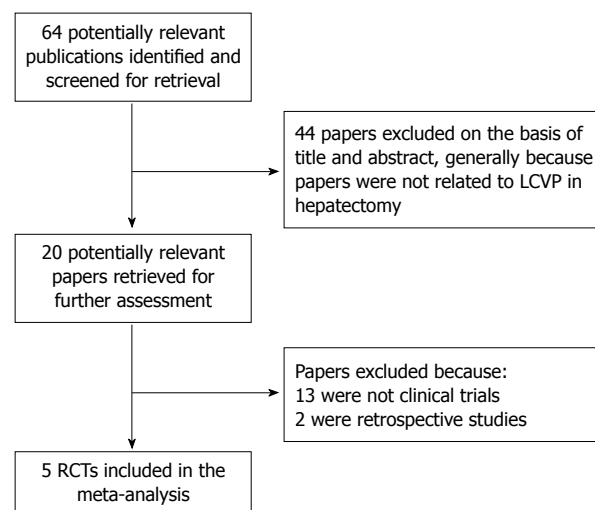 64 potentially relevant
publications identified and
screened for retrieval
44 papers excluded on the basis of
title and abstract, generally because
papers were not related to LCVP in
hepatectomy
20 potentially relevant
papers retrieved for
further assessment
Papers excluded because:
13 were not clinical trials
2 were retrospective studies
5 RCTs included in the
meta-analysis